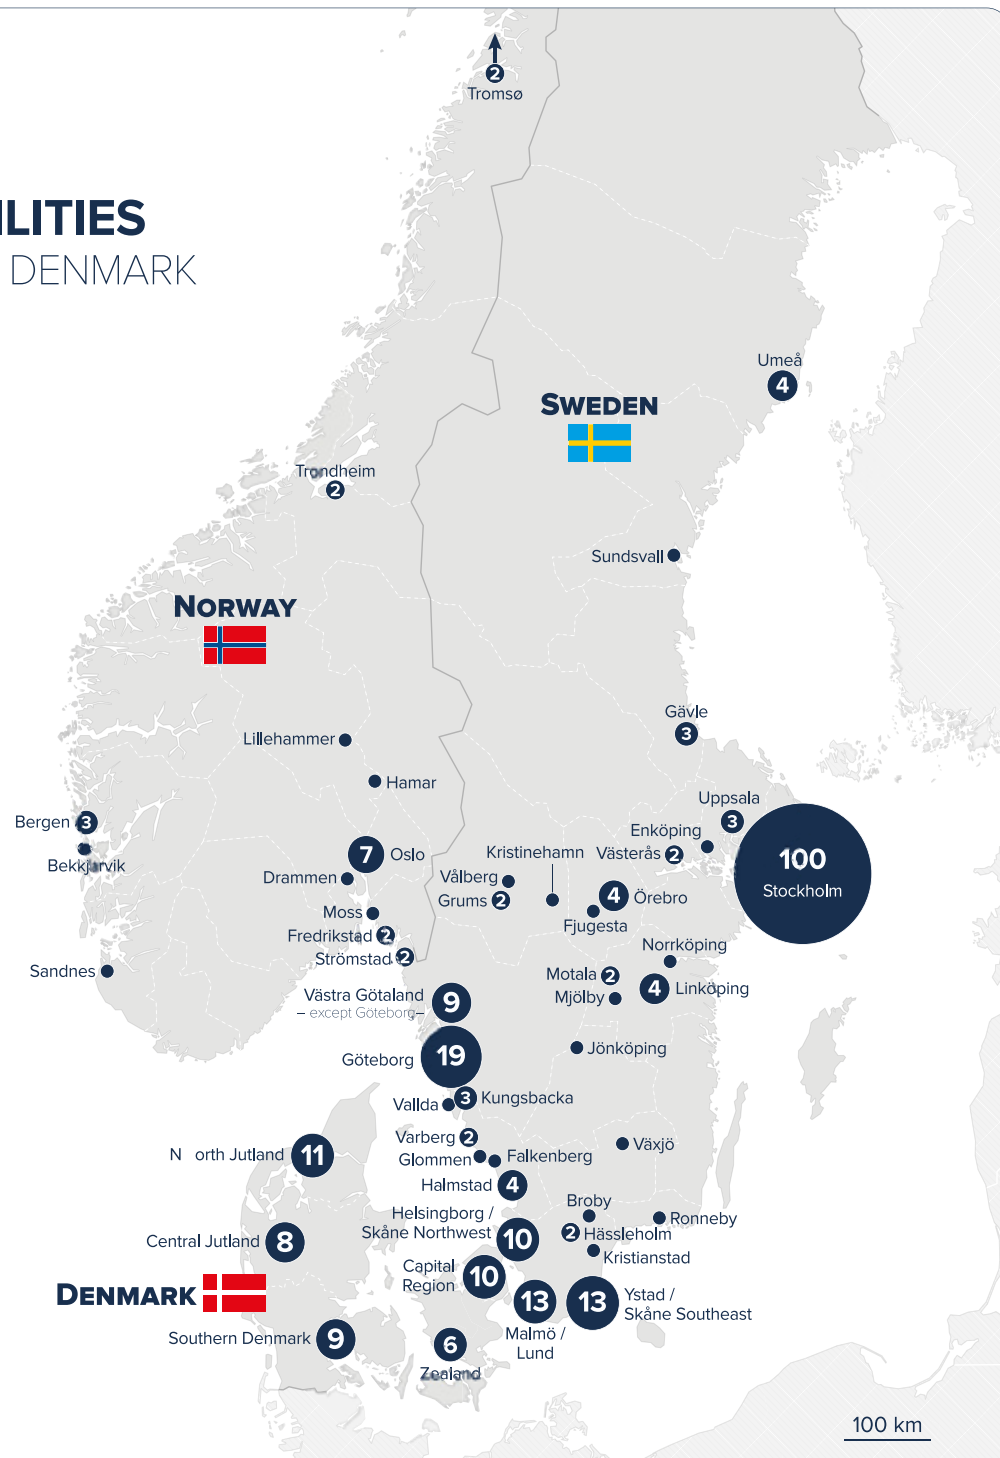 ILITIES
DENMARK
2
Tromsø
Umeå
4
SWEDEN
Trondheim
2
Sundsvall
NORWAY
Gävle
3
Lillehammer
Hamar
Uppsala
3
Bergen 3
Enköping
Bekkjarvik
7 Oslo
Kristinehamn
Västerås 2
100
Stockholm
Drammen
Vålberg
Grums 2
4 Örebro
Moss
Fjugesta
Fredrikstad 2
Norrköping
Strömstad 2
Sandnes
Motala 2
4 Linköping
Mjölby
Västra Götaland
– except Göteborg–
9
Göteborg 19
Jönköping
Vallda
3 Kungsbacka
Varberg 2
Växjö
N orth Jutland 11
Glommen
Falkenberg
Halmstad 4
Broby
Helsingborg /
Skåne Northwest
10
Ronneby
2 Hässleholm
Central Jutland 8
Kristianstad
Capital
Region
10
DENMARK
13
Malmö /
Lund
13
Ystad /
Skåne Southeast
Southern Denmark 9
6
Zealand
100 km